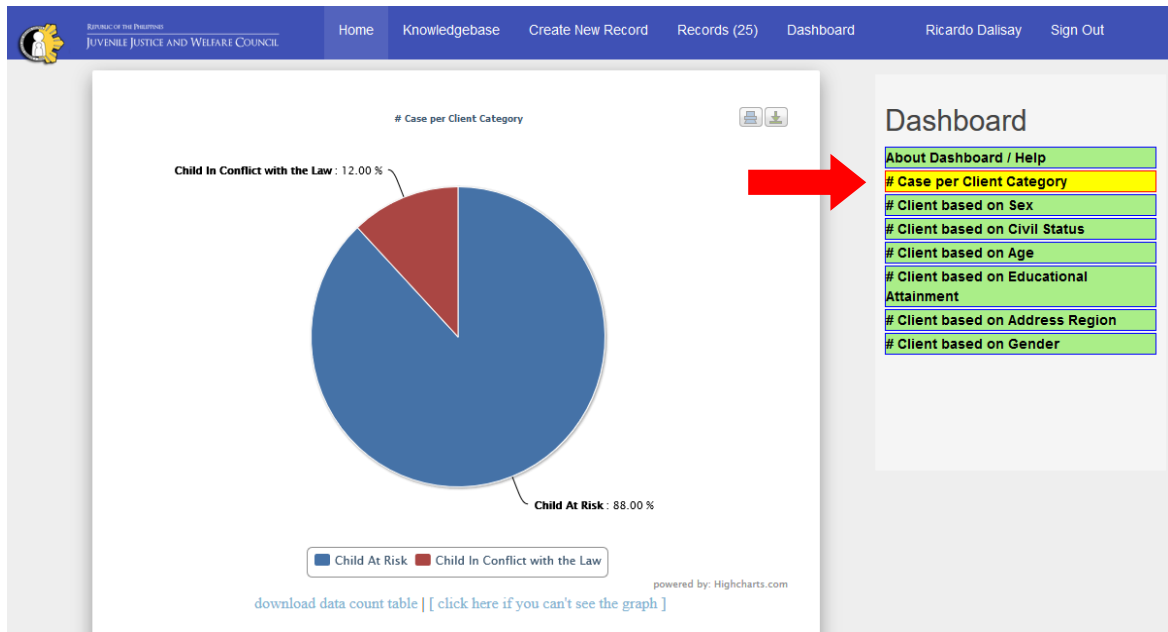 REPUBLIC OF THE PHILIPPINES
JUVENILE JUSTICE AND WELFARE COUNCIL
Home
Knowledgebase
Create New Record
Records (25)
Dashboard
Ricardo Dalisay
Sign Out
# Case per Client Category
Child In Conflict with the Law : 12.00 %
Child At Risk : 88.00 %
Child At Risk
Child In Conflict with the Law
powered by: Highcharts.com
download data count table | [ click here if you can't see the graph ]
Dashboard
About Dashboard / Help
# Case per Client Category
# Client based on Sex
# Client based on Civil Status
# Client based on Age
# Client based on Educational
Attainment
# Client based on Address Region
# Client based on Gender